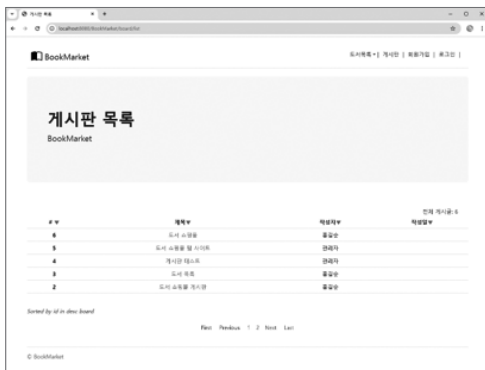 게시판 목록
localhost:8080/BookMarket/board/list
BookMarket
도서목록 ▾ | 게시판 | 회원가입 | 로그인 |
게시판 목록
BookMarket
전체 게시글: 6
# ▼ 제목▼ 작성자▼ 작성일▼
6 도서 쇼핑몰 홍길순
5 도서 쇼핑몰 웹 사이트 관리자
4 게시판 테스트 관리자
3 도서 목록 홍길순
2 도서 쇼핑몰 게시판 홍길순
Sorted by id in desc board
First Previous 1 2 Next Last
© BookMarket